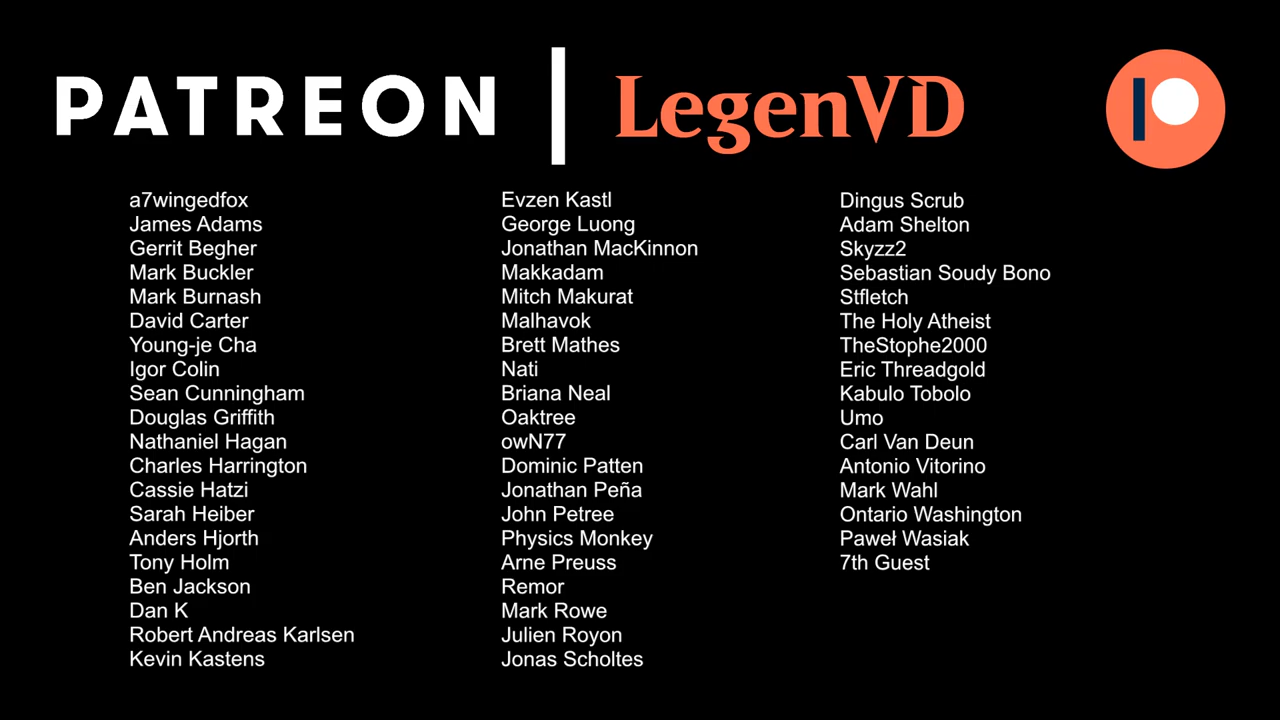 PATREON | LegenVD
a7wingedfox
James Adams
Gerrit Begher
Mark Buckler
Mark Burnash
David Carter
Young-je Cha
Igor Colin
Sean Cunningham
Douglas Griffith
Nathaniel Hagan
Charles Harrington
Cassie Hatzi
Sarah Heiber
Anders Hjorth
Tony Holm
Ben Jackson
Dan K
Robert Andreas Karlsen
Kevin Kastens
Evzen Kastl
George Luong
Jonathan MacKinnon
Makkadam
Mitch Makurat
Malhavok
Brett Mathes
Nati
Briana Neal
Oaktree
owN77
Dominic Patten
Jonathan Peña
John Petree
Physics Monkey
Arne Preuss
Remor
Mark Rowe
Julien Royon
Jonas Scholtes
Dingus Scrub
Adam Shelton
Skyzz2
Sebastian Soudy Bono
Stfletch
The Holy Atheist
TheStophe2000
Eric Threadgold
Kabulo Tobolo
Umo
Carl Van Deun
Antonio Vitorino
Mark Wahl
Ontario Washington
Paweł Wasiak
7th Guest